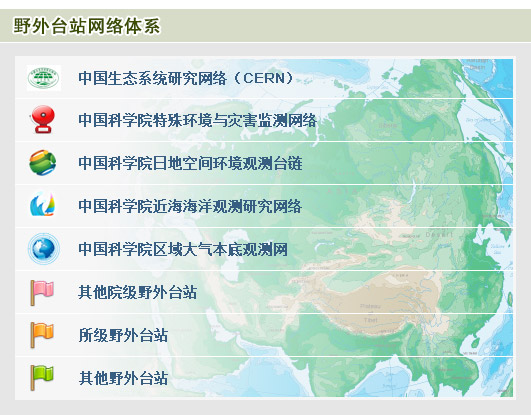 野外台站网络体系
中国生态系统研究网络（CERN）
中国科学院特殊环境与灾害监测网络
中国科学院日地空间环境观测台链
中国科学院近海海洋观测研究网络
中国科学院区域大气本底观测网
其他院级野外台站
所级野外台站
其他野外台站